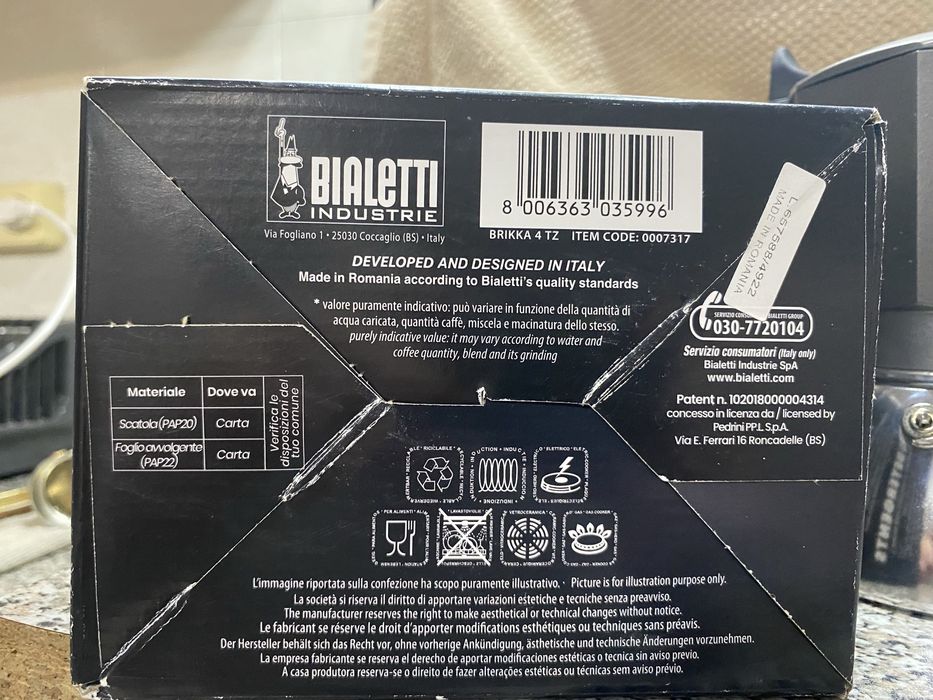 BIALETTI
INDUSTRIE
Via Fogliano 1 • 25030 Coccaglio (BS) • Italy
8 006363 035996
BRIKKA 4 TZ ITEM CODE: 0007317
DEVELOPED AND DESIGNED IN ITALY
Made in Romania according to Bialetti's quality standards
* valore puramente indicativo: può variare in funzione della quantità di
acqua caricata, quantità caffè, miscela e macinatura dello stesso.
purely indicative value: it may vary according to water and
coffee quantity, blend and its grinding
L.657588/4922
MADE IN ROMANIA
SERVIZIO BIALETTI GROUP
030-7720104
Servizio consumatori (Italy only)
Bialetti Industrie SpA
www.bialetti.com
Patent n. 102018000004314
concesso in licenza da / licensed by
Pedrini PPL S.p.A.
Via E. Ferrari 16 Roncadelle (BS)
Materiale Dove va
Scatola (PAP20) Carta
Foglio avvolgente
(PAP22) Carta
Verifica le
disposizioni del
tuo comune
L'immagine riportata sulla confezione ha scopo puramente illustrativo. · Picture is for illustration purpose only.
La società si riserva il diritto di apportare variazioni estetiche e tecniche senza preavviso.
The manufacturer reserves the right to make aesthetical or technical changes without notice.
Le fabricant se réserve le droit d'apporter modifications esthétiques ou techniques sans préavis.
Der Hersteller behält sich das Recht vor, ohne vorherige Ankündigung, ästhetische und technische Änderungen vorzunehmen.
La empresa fabricante se reserva el derecho de aportar modificaciones estéticas o tecnica sin aviso previo.
A casa produtora reserva-se o direito de fazer alterações estéticas ou técnicas sem aviso prévio.